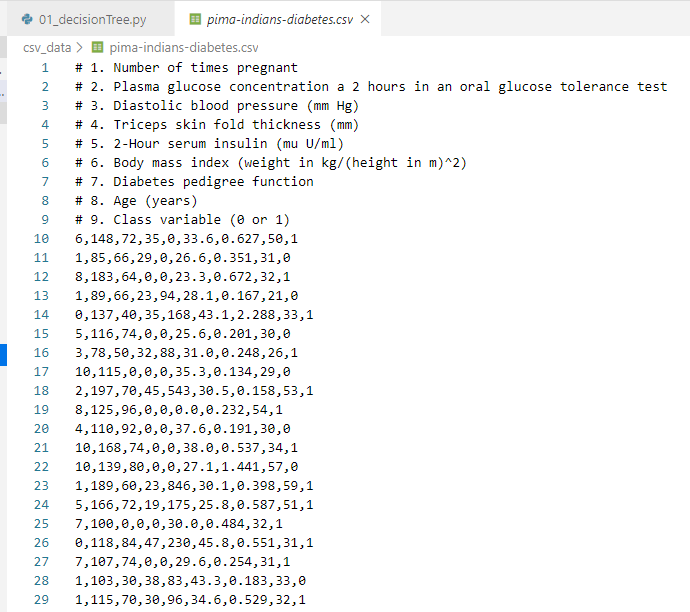 01_decisionTree.py pima-indians-diabetes.csv
csv_data > pima-indians-diabetes.csv
1 # 1. Number of times pregnant
2 # 2. Plasma glucose concentration a 2 hours in an oral glucose tolerance test
3 # 3. Diastolic blood pressure (mm Hg)
4 # 4. Triceps skin fold thickness (mm)
5 # 5. 2-Hour serum insulin (mu U/ml)
6 # 6. Body mass index (weight in kg/(height in m)^2)
7 # 7. Diabetes pedigree function
8 # 8. Age (years)
9 # 9. Class variable (0 or 1)
10 6,148,72,35,0,33.6,0.627,50,1
11 1,85,66,29,0,26.6,0.351,31,0
12 8,183,64,0,0,23.3,0.672,32,1
13 1,89,66,23,94,28.1,0.167,21,0
14 0,137,40,35,168,43.1,2.288,33,1
15 5,116,74,0,0,25.6,0.201,30,0
16 3,78,50,32,88,31.0,0.248,26,1
17 10,115,0,0,0,35.3,0.134,29,0
18 2,197,70,45,543,30.5,0.158,53,1
19 8,125,96,0,0,0.0,0.232,54,1
20 4,110,92,0,0,37.6,0.191,30,0
21 10,168,74,0,0,38.0,0.537,34,1
22 10,139,80,0,0,27.1,1.441,57,0
23 1,189,60,23,846,30.1,0.398,59,1
24 5,166,72,19,175,25.8,0.587,51,1
25 7,100,0,0,0,30.0,0.484,32,1
26 0,118,84,47,230,45.8,0.551,31,1
27 7,107,74,0,0,29.6,0.254,31,1
28 1,103,30,38,83,43.3,0.183,33,0
29 1,115,70,30,96,34.6,0.529,32,1